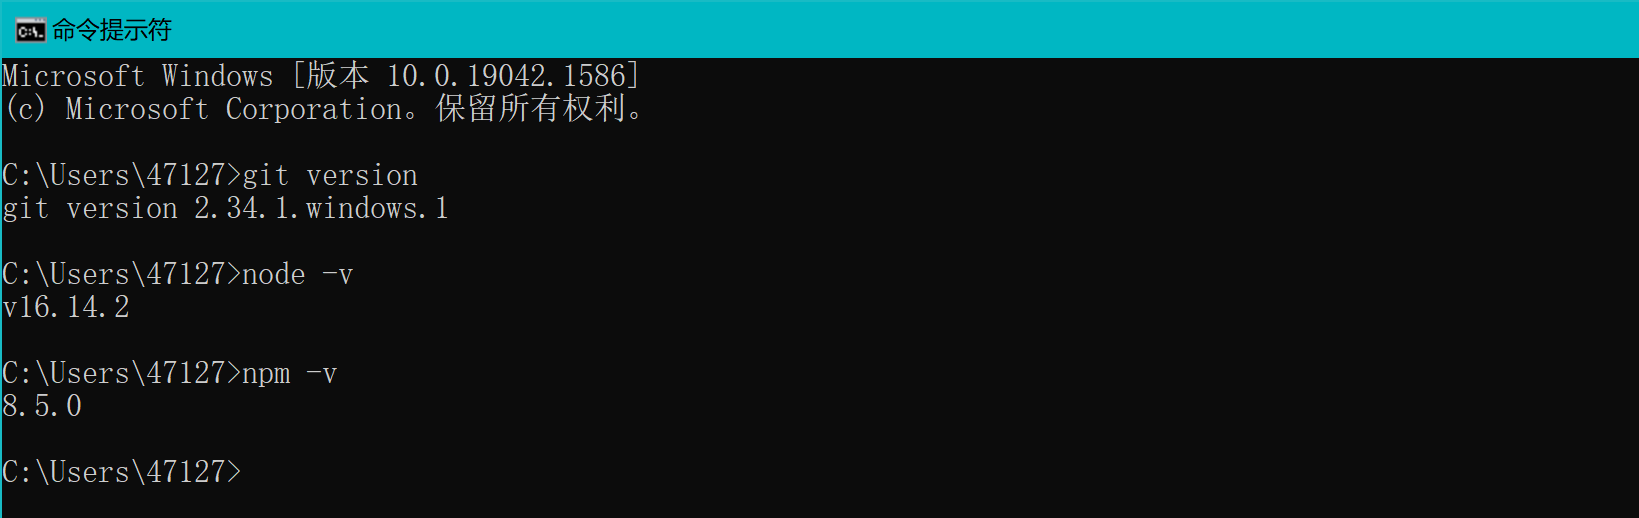 命令提示符
Microsoft Windows [版本 10.0.19042.1586]
(c) Microsoft Corporation。保留所有权利。
C:\Users\47127>git version
git version 2.34.1.windows.1
C:\Users\47127>node -v
v16.14.2
C:\Users\47127>npm -v
8.5.0
C:\Users\47127>